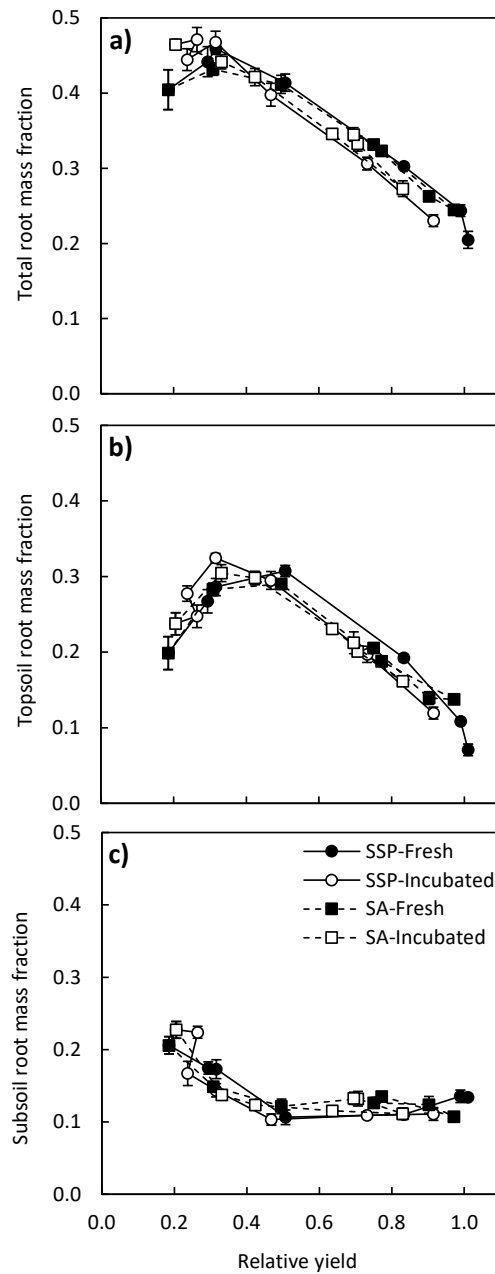 a)
0.5
0.4
0.3
0.2
0.1
0.0
Total root mass fraction
b)
0.5
0.4
0.3
0.2
0.1
0.0
Topsoil root mass fraction
c)
SSP-Fresh
SSP-Incubated
SA-Fresh
SA-Incubated
0.5
0.4
0.3
0.2
0.1
0.0
Subsoil root mass fraction
0.0 0.2 0.4 0.6 0.8 1.0
Relative yield